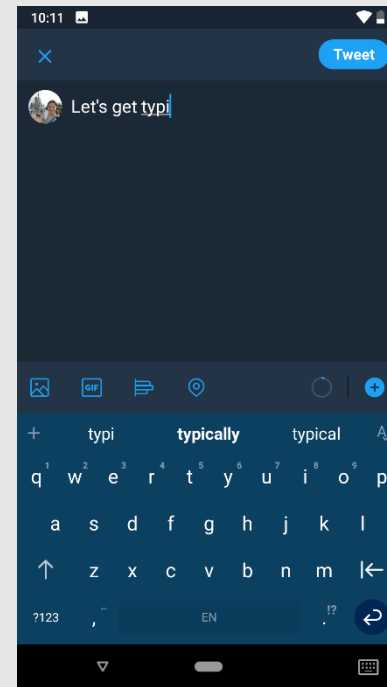 10:11
Tweet
Let's get typi
GIF
typi typically typical
q 1 w 2 e 3 r 4 t 5 y 6 u 7 i 8 o 9 p
a s d f g h j k l
z x c v b n m
?123 , EN . !?